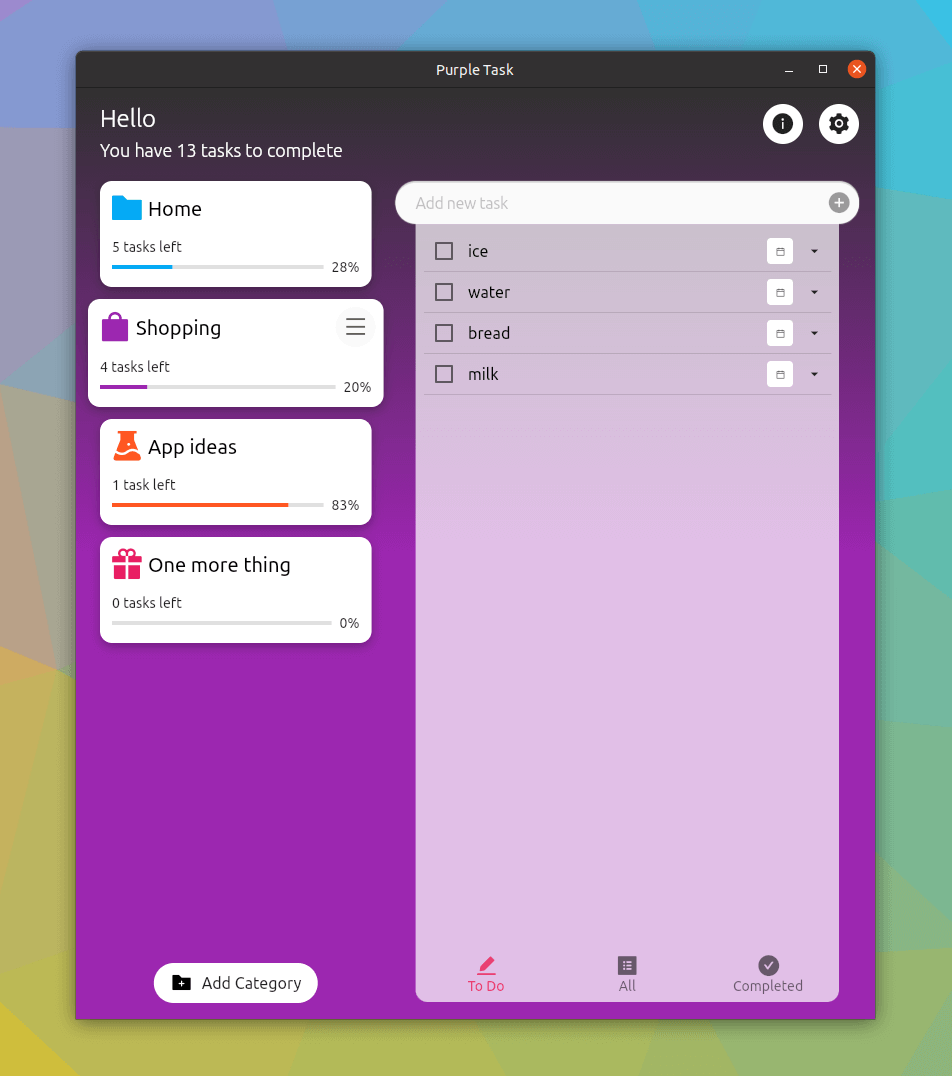 Purple Task
Hello
You have 13 tasks to complete
Home
5 tasks left
28%
Shopping
4 tasks left
20%
App ideas
1 task left
83%
One more thing
0 tasks left
0%
Add Category
Add new task
ice
water
bread
milk
To Do
All
Completed